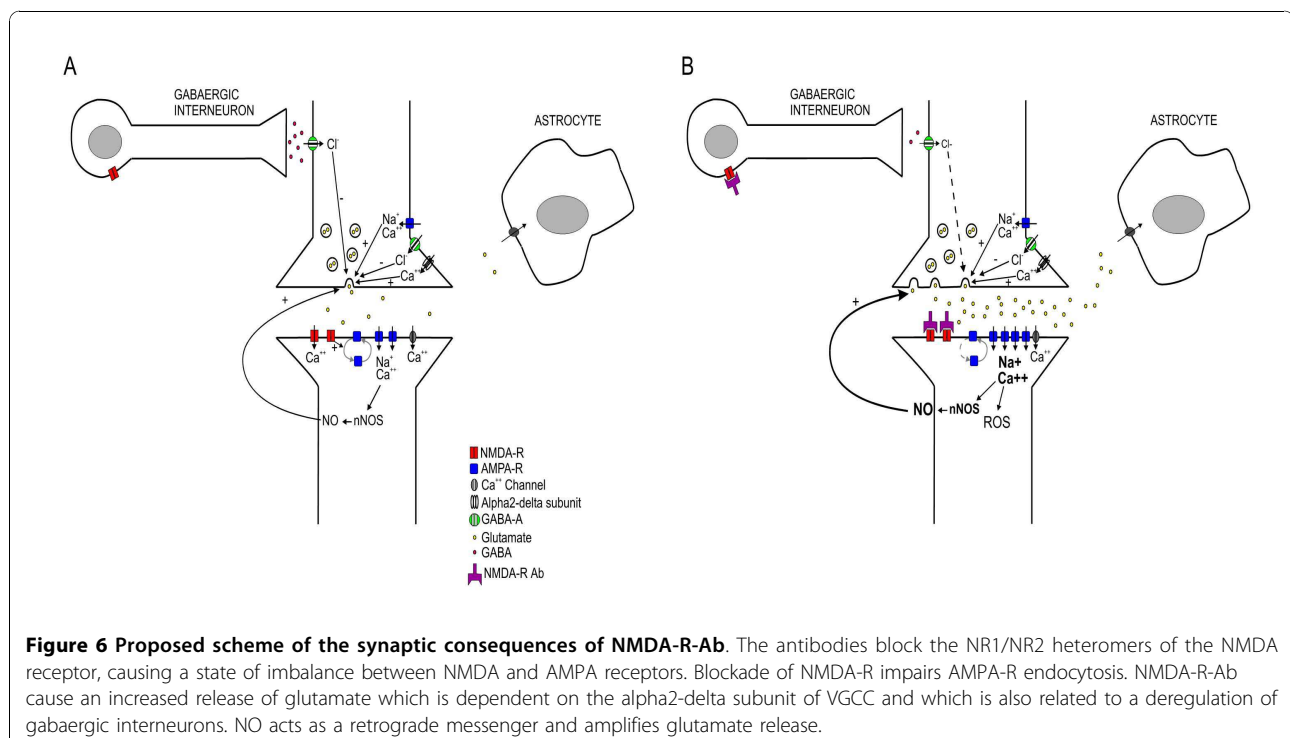 A
GABAERGIC
INTERNEURON
Cl-
-
ASTROCYTE
Na+
Ca++
+
Cl-
-
Ca++
+
+
Ca++
+
Na+
Ca++
Ca++
NO nNOS
NMDA-R
AMPA-R
Ca++ Channel
Alpha2-delta subunit
GABA-A
Glutamate
GABA
NMDA-R Ab
B
GABAERGIC
INTERNEURON
Cl-
ASTROCYTE
Na+
Ca++
+
Cl-
-
Ca++
+
+
Ca++
Na+
Ca++
NO nNOS
ROS
Figure 6 Proposed scheme of the synaptic consequences of NMDA-R-Ab. The antibodies block the NR1/NR2 heteromers of the NMDA
receptor, causing a state of imbalance between NMDA and AMPA receptors. Blockade of NMDA-R impairs AMPA-R endocytosis. NMDA-R-Ab
cause an increased release of glutamate which is dependent on the alpha2-delta subunit of VGCC and which is also related to a deregulation of
gabaergic interneurons. NO acts as a retrograde messenger and amplifies glutamate release.